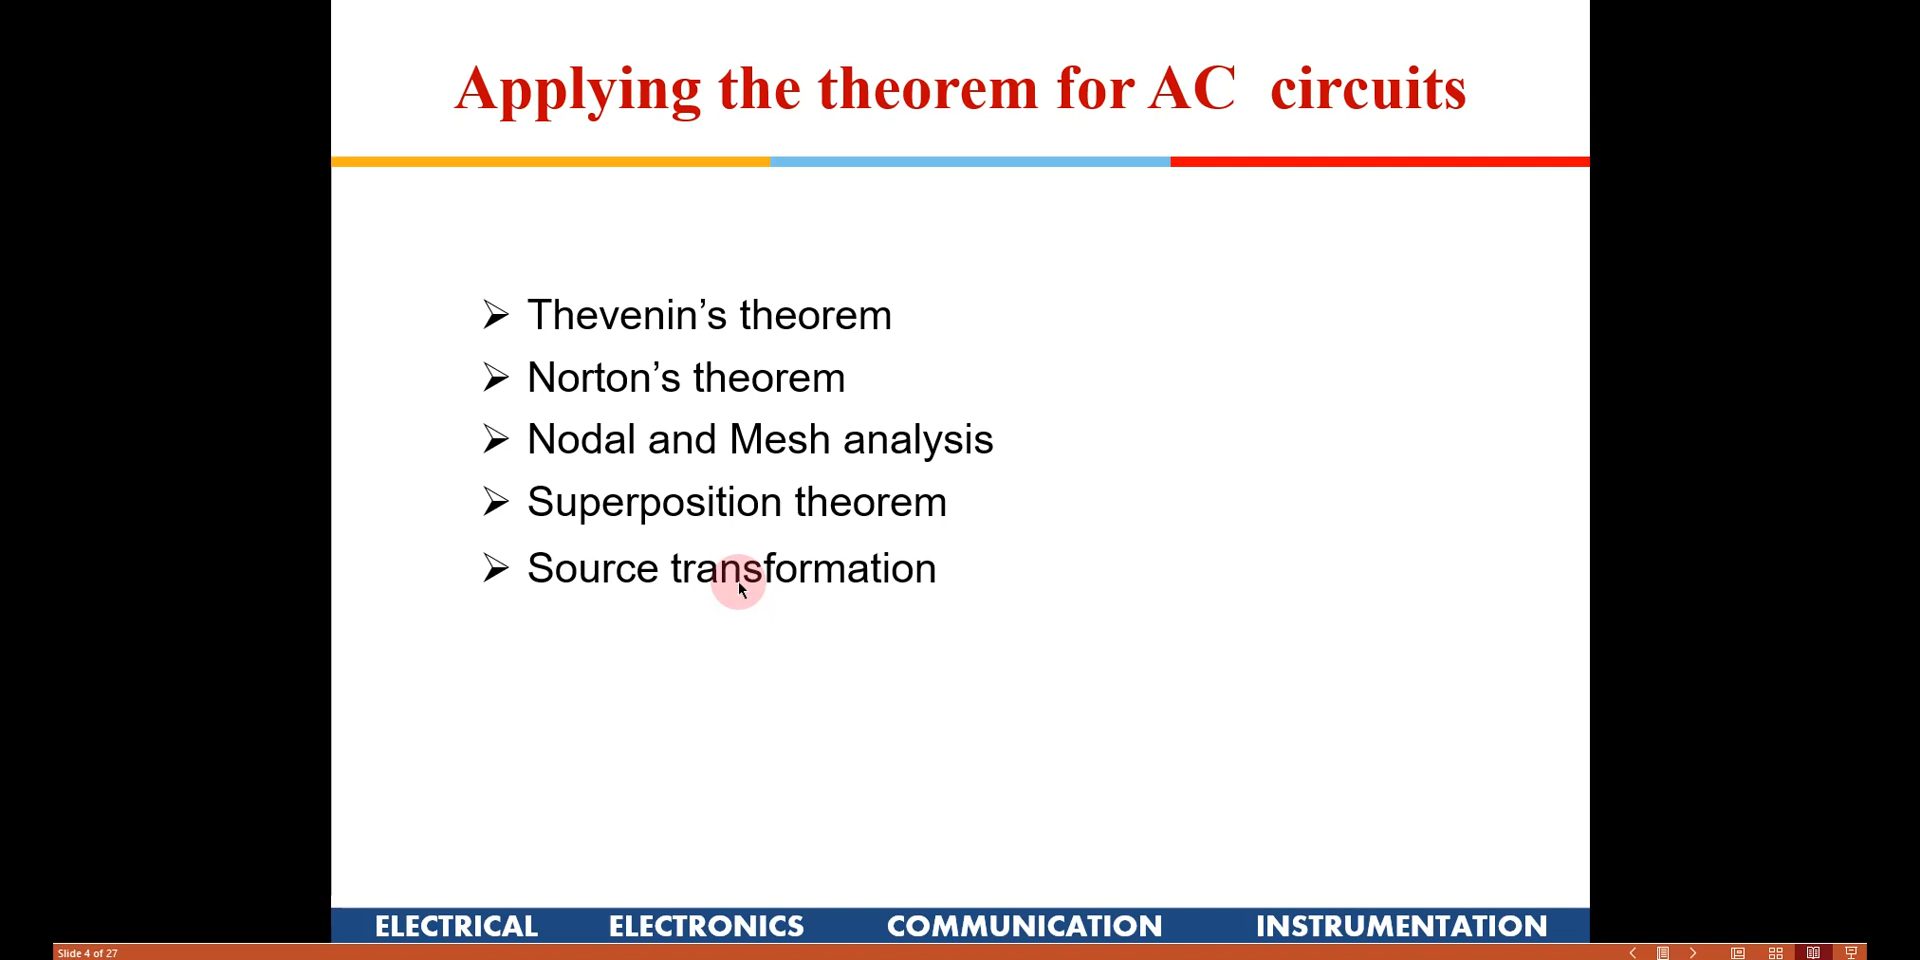 Applying the theorem for AC circuits
➢ Thevenin’s theorem
➢ Norton’s theorem
➢ Nodal and Mesh analysis
➢ Superposition theorem
➢ Source transformation
ELECTRICAL ELECTRONICS COMMUNICATION INSTRUMENTATION
Slide 4 of 27